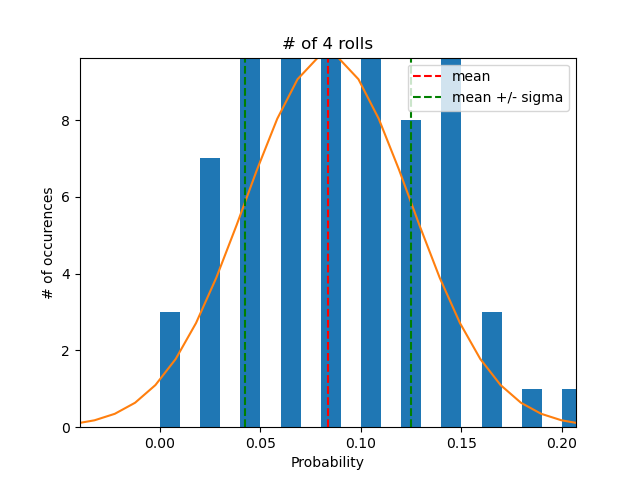 # of 4 rolls
mean
mean +/- sigma
# of occurences
8
6
4
2
0
0.00
0.05
0.10
0.15
0.20
Probability